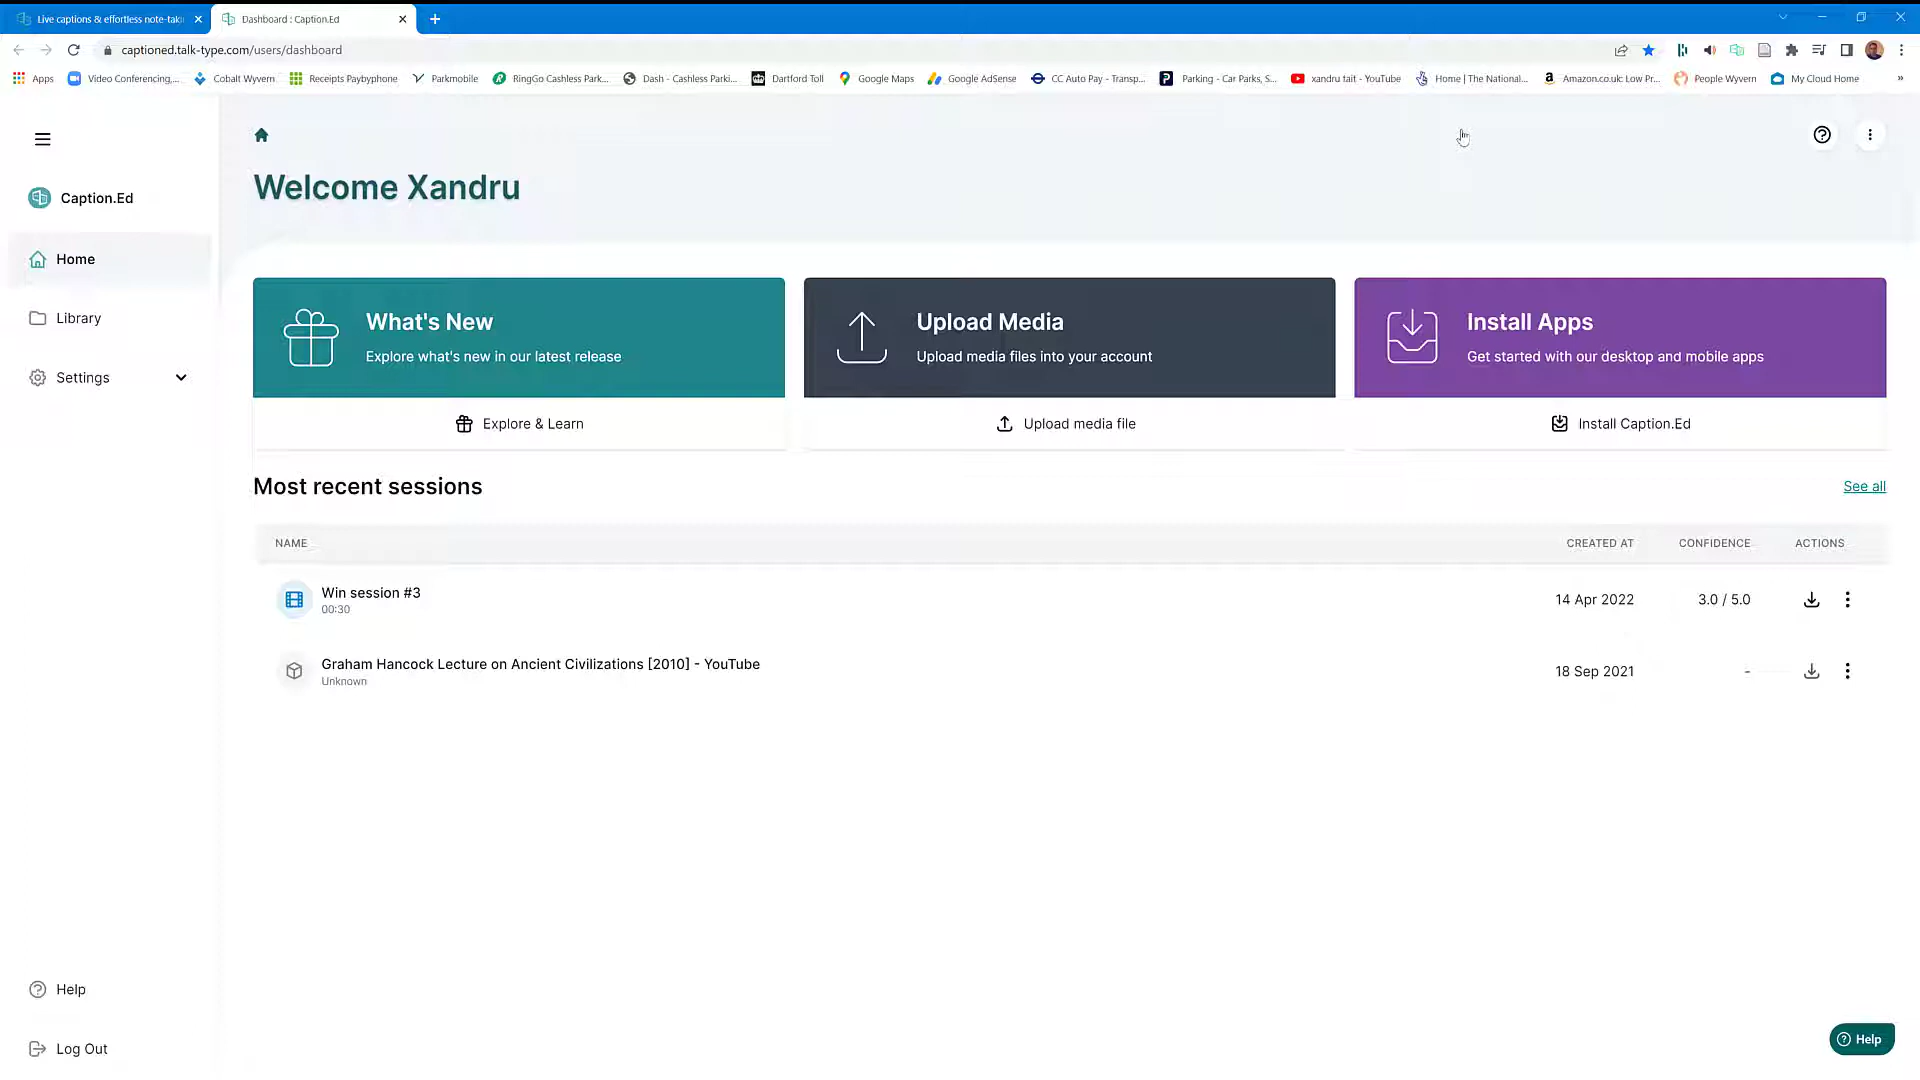 Live captions & effortless note-taki
Dashboard : Caption.Ed
captioned.talk-type.com/users/dashboard
Apps
Video Conferencing,...
Cobalt Wyvern
Receipts Paybyphone
Parkmobile
RingGo Cashless Park...
Dash - Cashless Parki...
Dartford Toll
Google Maps
Google AdSense
CC Auto Pay - Transp...
Parking - Car Parks, S...
xandru tait - YouTube
Home | The National...
Amazon.co.uk: Low Pr...
People Wyvern
My Cloud Home
»
Caption.Ed
Home
Library
Settings
Help
Log Out
Welcome Xandru
What's New
Explore what's new in our latest release
Explore & Learn
Upload Media
Upload media files into your account
Upload media file
Install Apps
Get started with our desktop and mobile apps
Install Caption.Ed
Most recent sessions
See all
NAME CREATED AT CONFIDENCE ACTIONS
Win session #3 14 Apr 2022 3.0 / 5.0
00:30
Graham Hancock Lecture on Ancient Civilizations [2010] - YouTube 18 Sep 2021 -
Unknown
Help